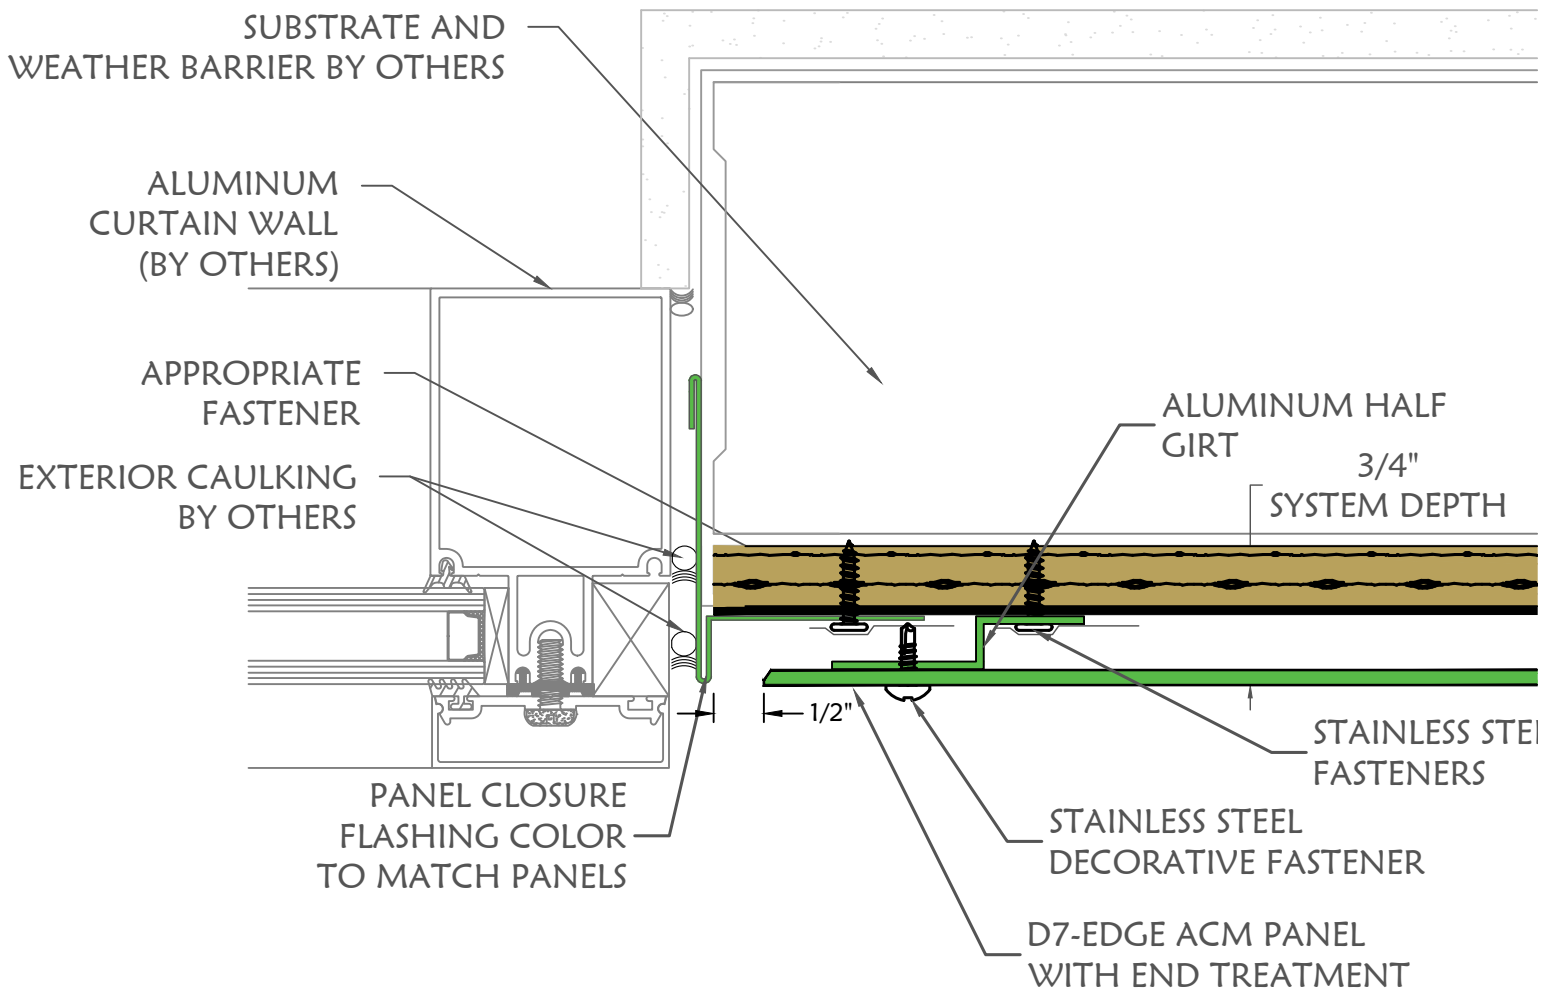 SUBSTRATE AND
WEATHER BARRIER BY OTHERS
ALUMINUM
CURTAIN WALL
(BY OTHERS)
APPROPRIATE
FASTENER
EXTERIOR CAULKING
BY OTHERS
ALUMINUM HALF
GIRT
3/4"
SYSTEM DEPTH
1/2"
STAINLESS STE
FASTENERS
PANEL CLOSURE
FLASHING COLOR
TO MATCH PANELS
STAINLESS STEEL
DECORATIVE FASTENER
D7-EDGE ACM PANEL
WITH END TREATMENT